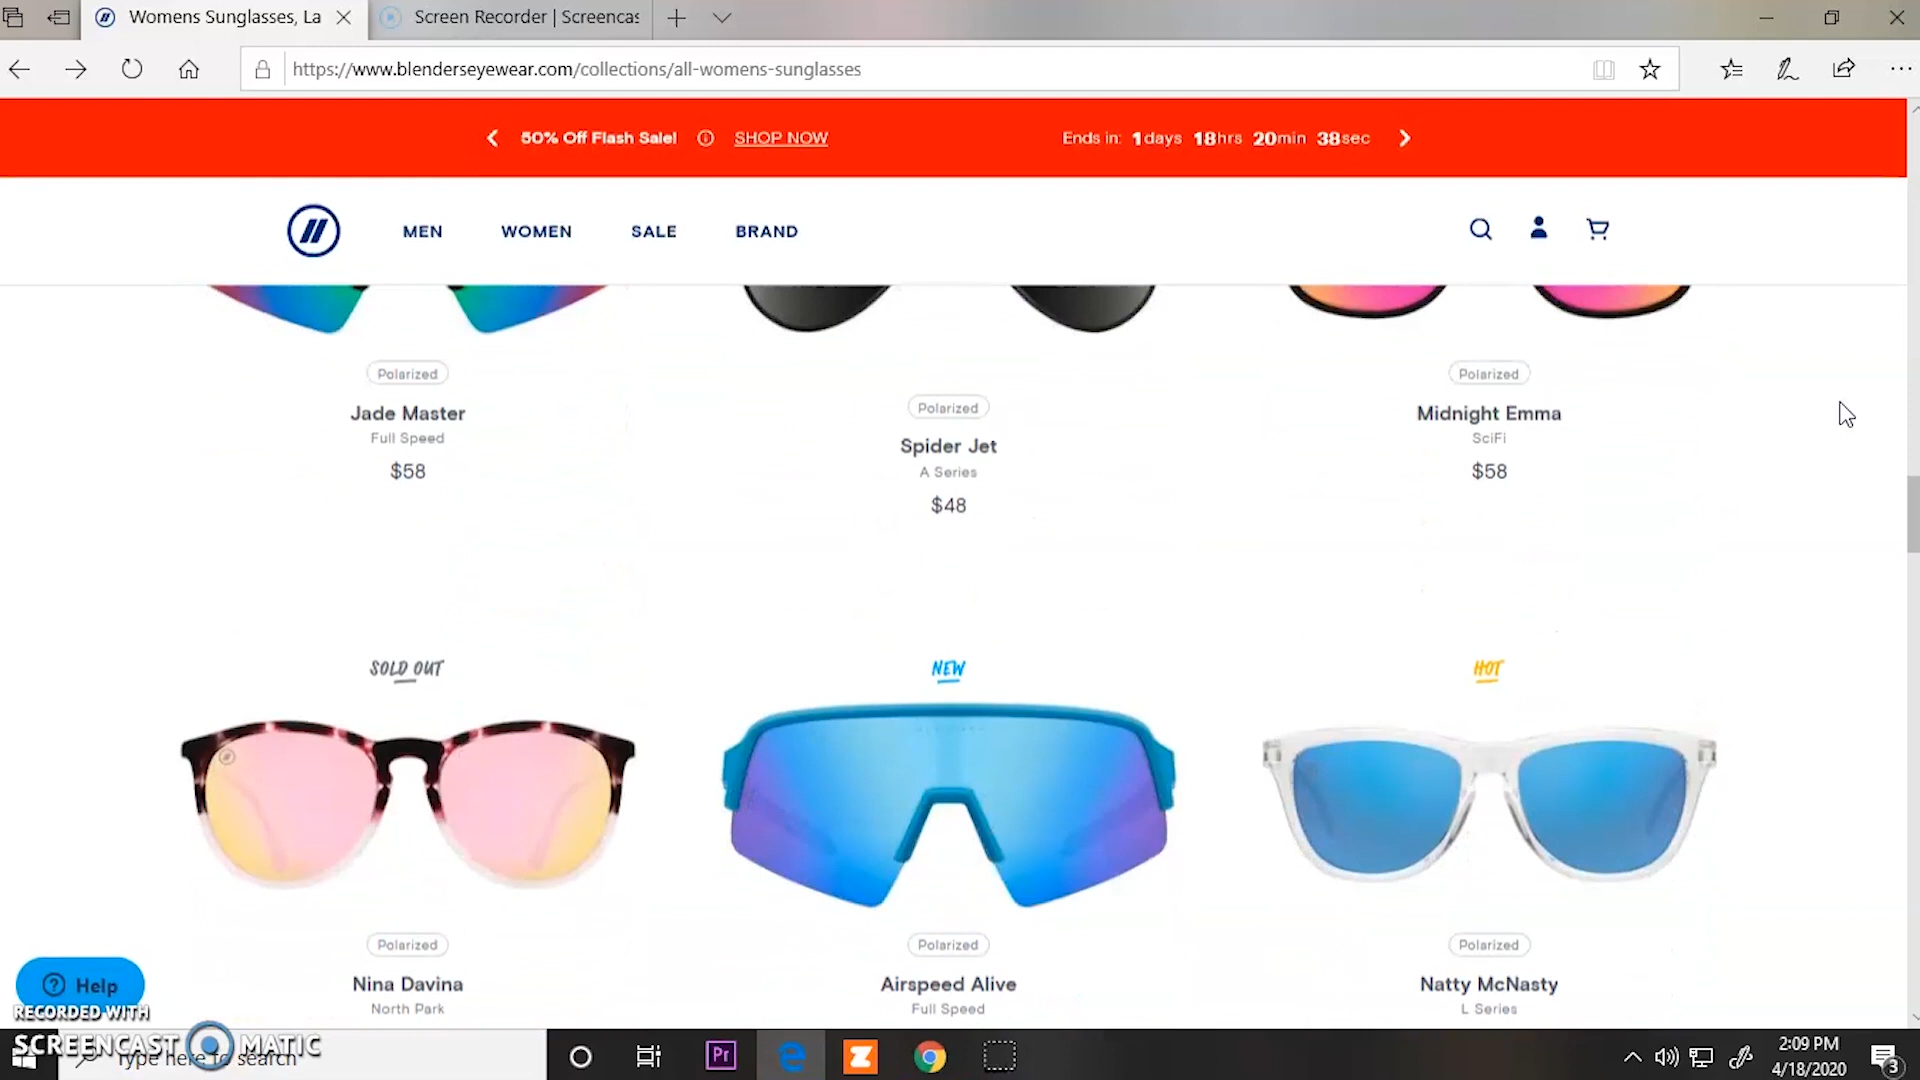 Womens Sunglasses, La
Screen Recorder | Screencas
https://www.blenderseyewear.com/collections/all-womens-sunglasses
50% Off Flash Sale! SHOP NOW
Ends in: 1days 18hrs 20min 38sec
MEN WOMEN SALE BRAND
Polarized
Jade Master
Full Speed
$58
Polarized
Spider Jet
A Series
$48
Polarized
Midnight Emma
SciFi
$58
SOLD OUT
Polarized
Nina Davina
North Park
NEW
Polarized
Airspeed Alive
Full Speed
HOT
Polarized
Natty McNasty
L Series
? Help
RECORDED WITH
SCREENCAST MATIC
Type here to search
Pr
2:09 PM
4/18/2020
3